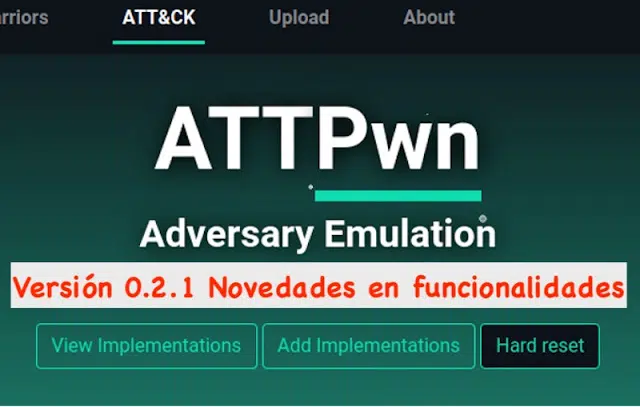 ATT&CK Upload About
ATTPwn
Adversary Emulation
Versión 0.2.1 Novedades en funcionalidades
View Implementations Add Implementations Hard reset